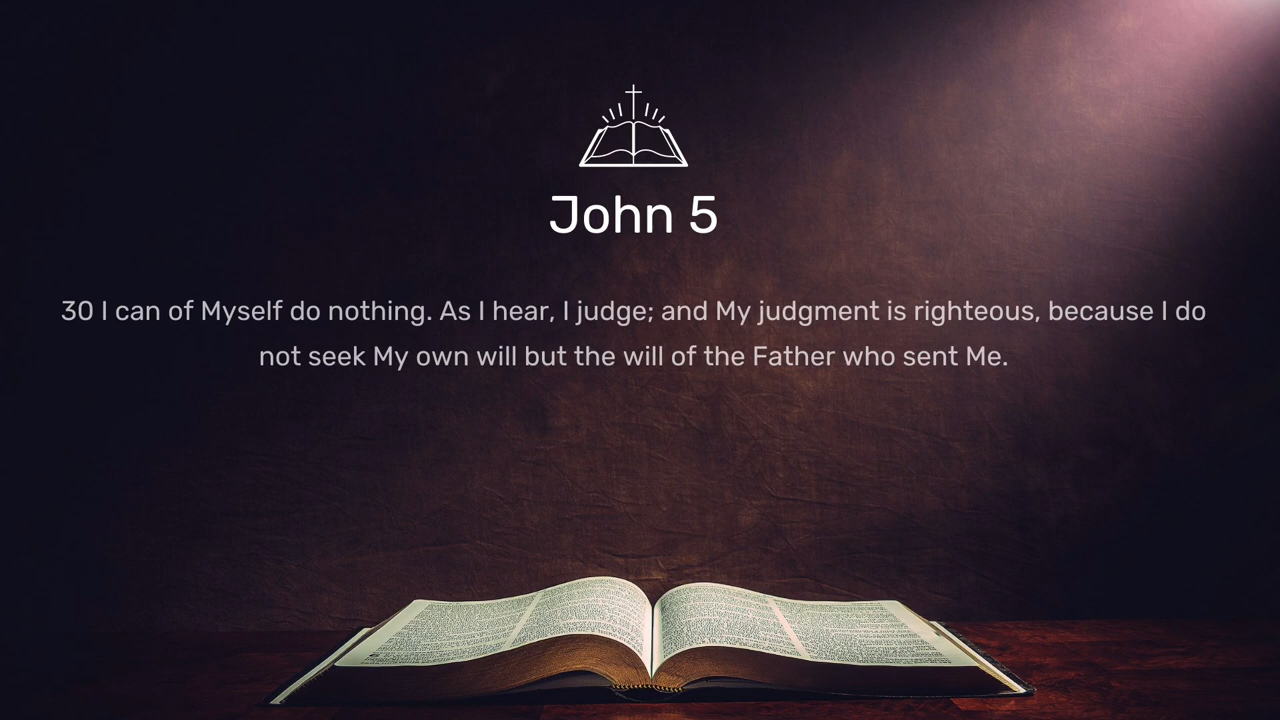 John 5
30 I can of Myself do nothing. As I hear, I judge; and My judgment is righteous, because I do
not seek My own will but the will of the Father who sent Me.